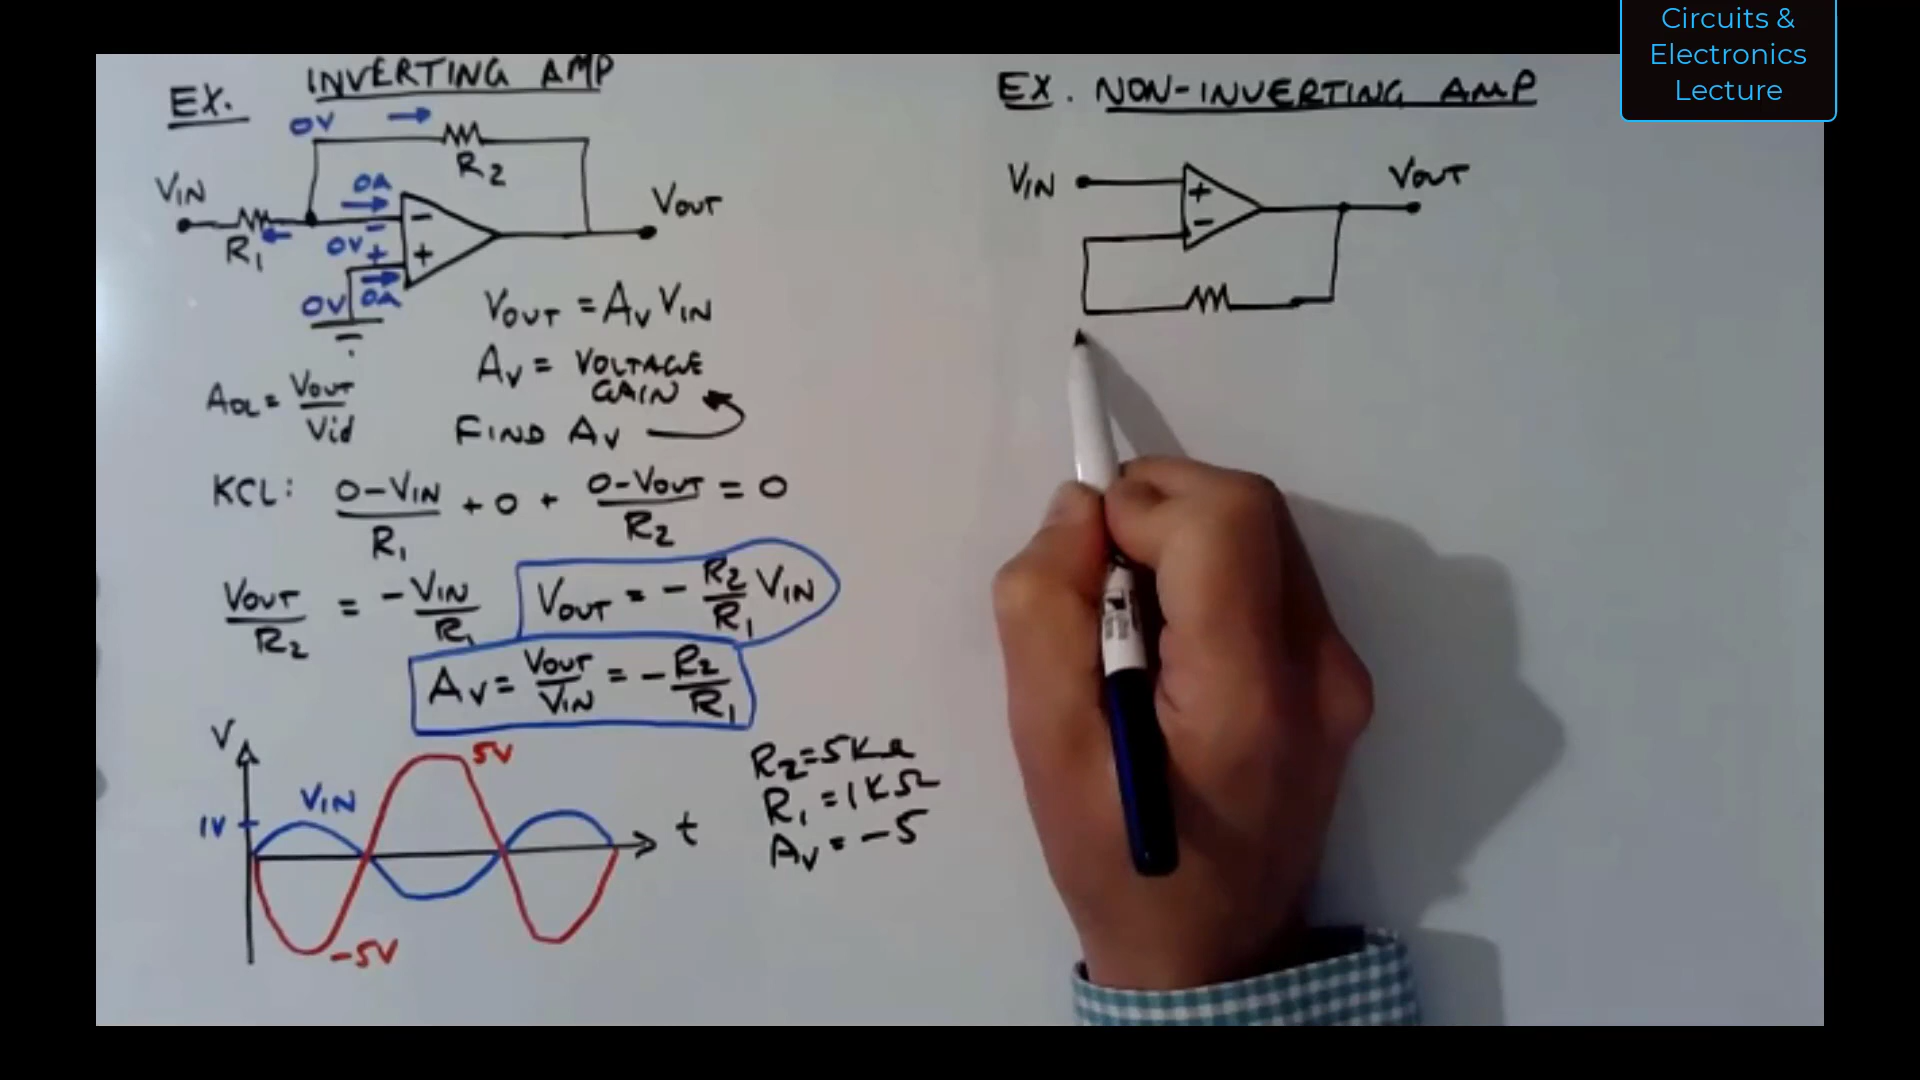 Circuits &
Electronics
Lecture
EX. INVERTING AMP
0V
R2
VIN
0A
VOUT
R1
0V
−
+
−
+
0V 0A
VOUT = AV VIN
AV = VOLTAGE
GAIN
AOL = VOUT / Vid
FIND AV
KCL: (0−VIN)/R1 + 0 + (0−VOUT)/R2 = 0
VOUT/R2 = −VIN/R1
VOUT = −R2/R1 VIN
AV = VOUT/VIN = −R2/R1
V
5V
VIN
1V
t
−5V
R2=5KΩ
R1=1KΩ
AV=−5
EX. NON-INVERTING AMP
VIN
+
−
VOUT